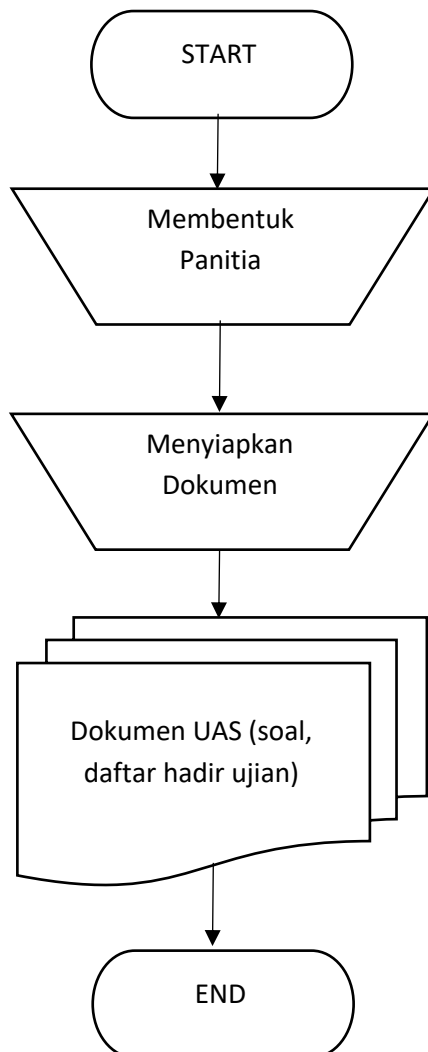 START
Membentuk
Panitia
Menyiapkan
Dokumen
Dokumen UAS (soal,
daftar hadir ujian)
END